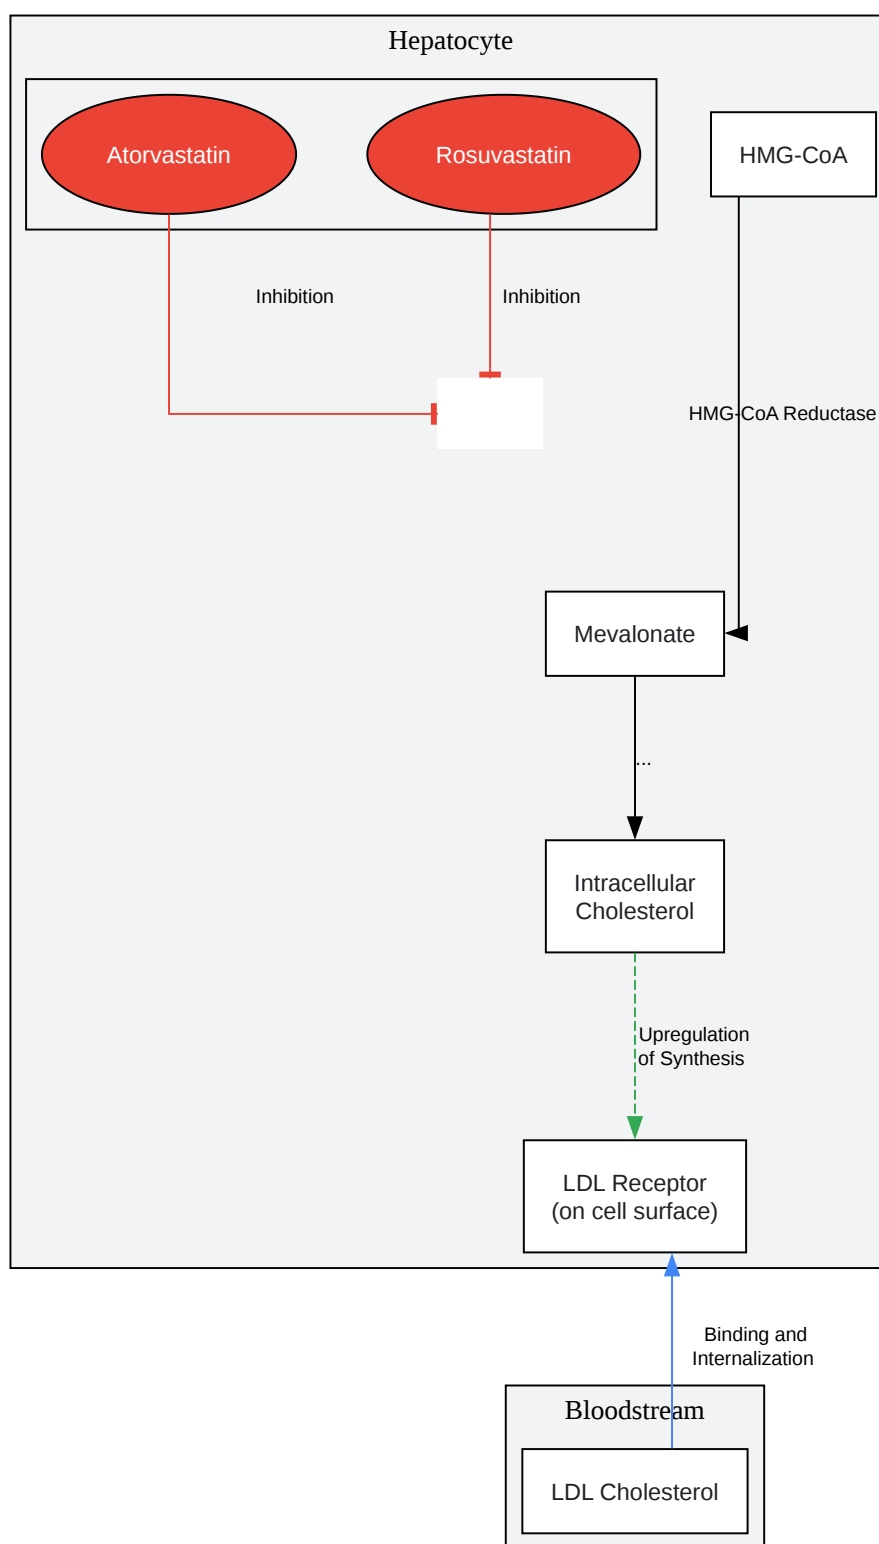 Hepatocyte
Atorvastatin
Rosuvastatin
HMG-CoA
Inhibition
Inhibition
HMG-CoA Reductase
Mevalonate
...
Intracellular
Cholesterol
Upregulation
of Synthesis
LDL Receptor
(on cell surface)
Binding and
Internalization
Bloodstream
LDL Cholesterol